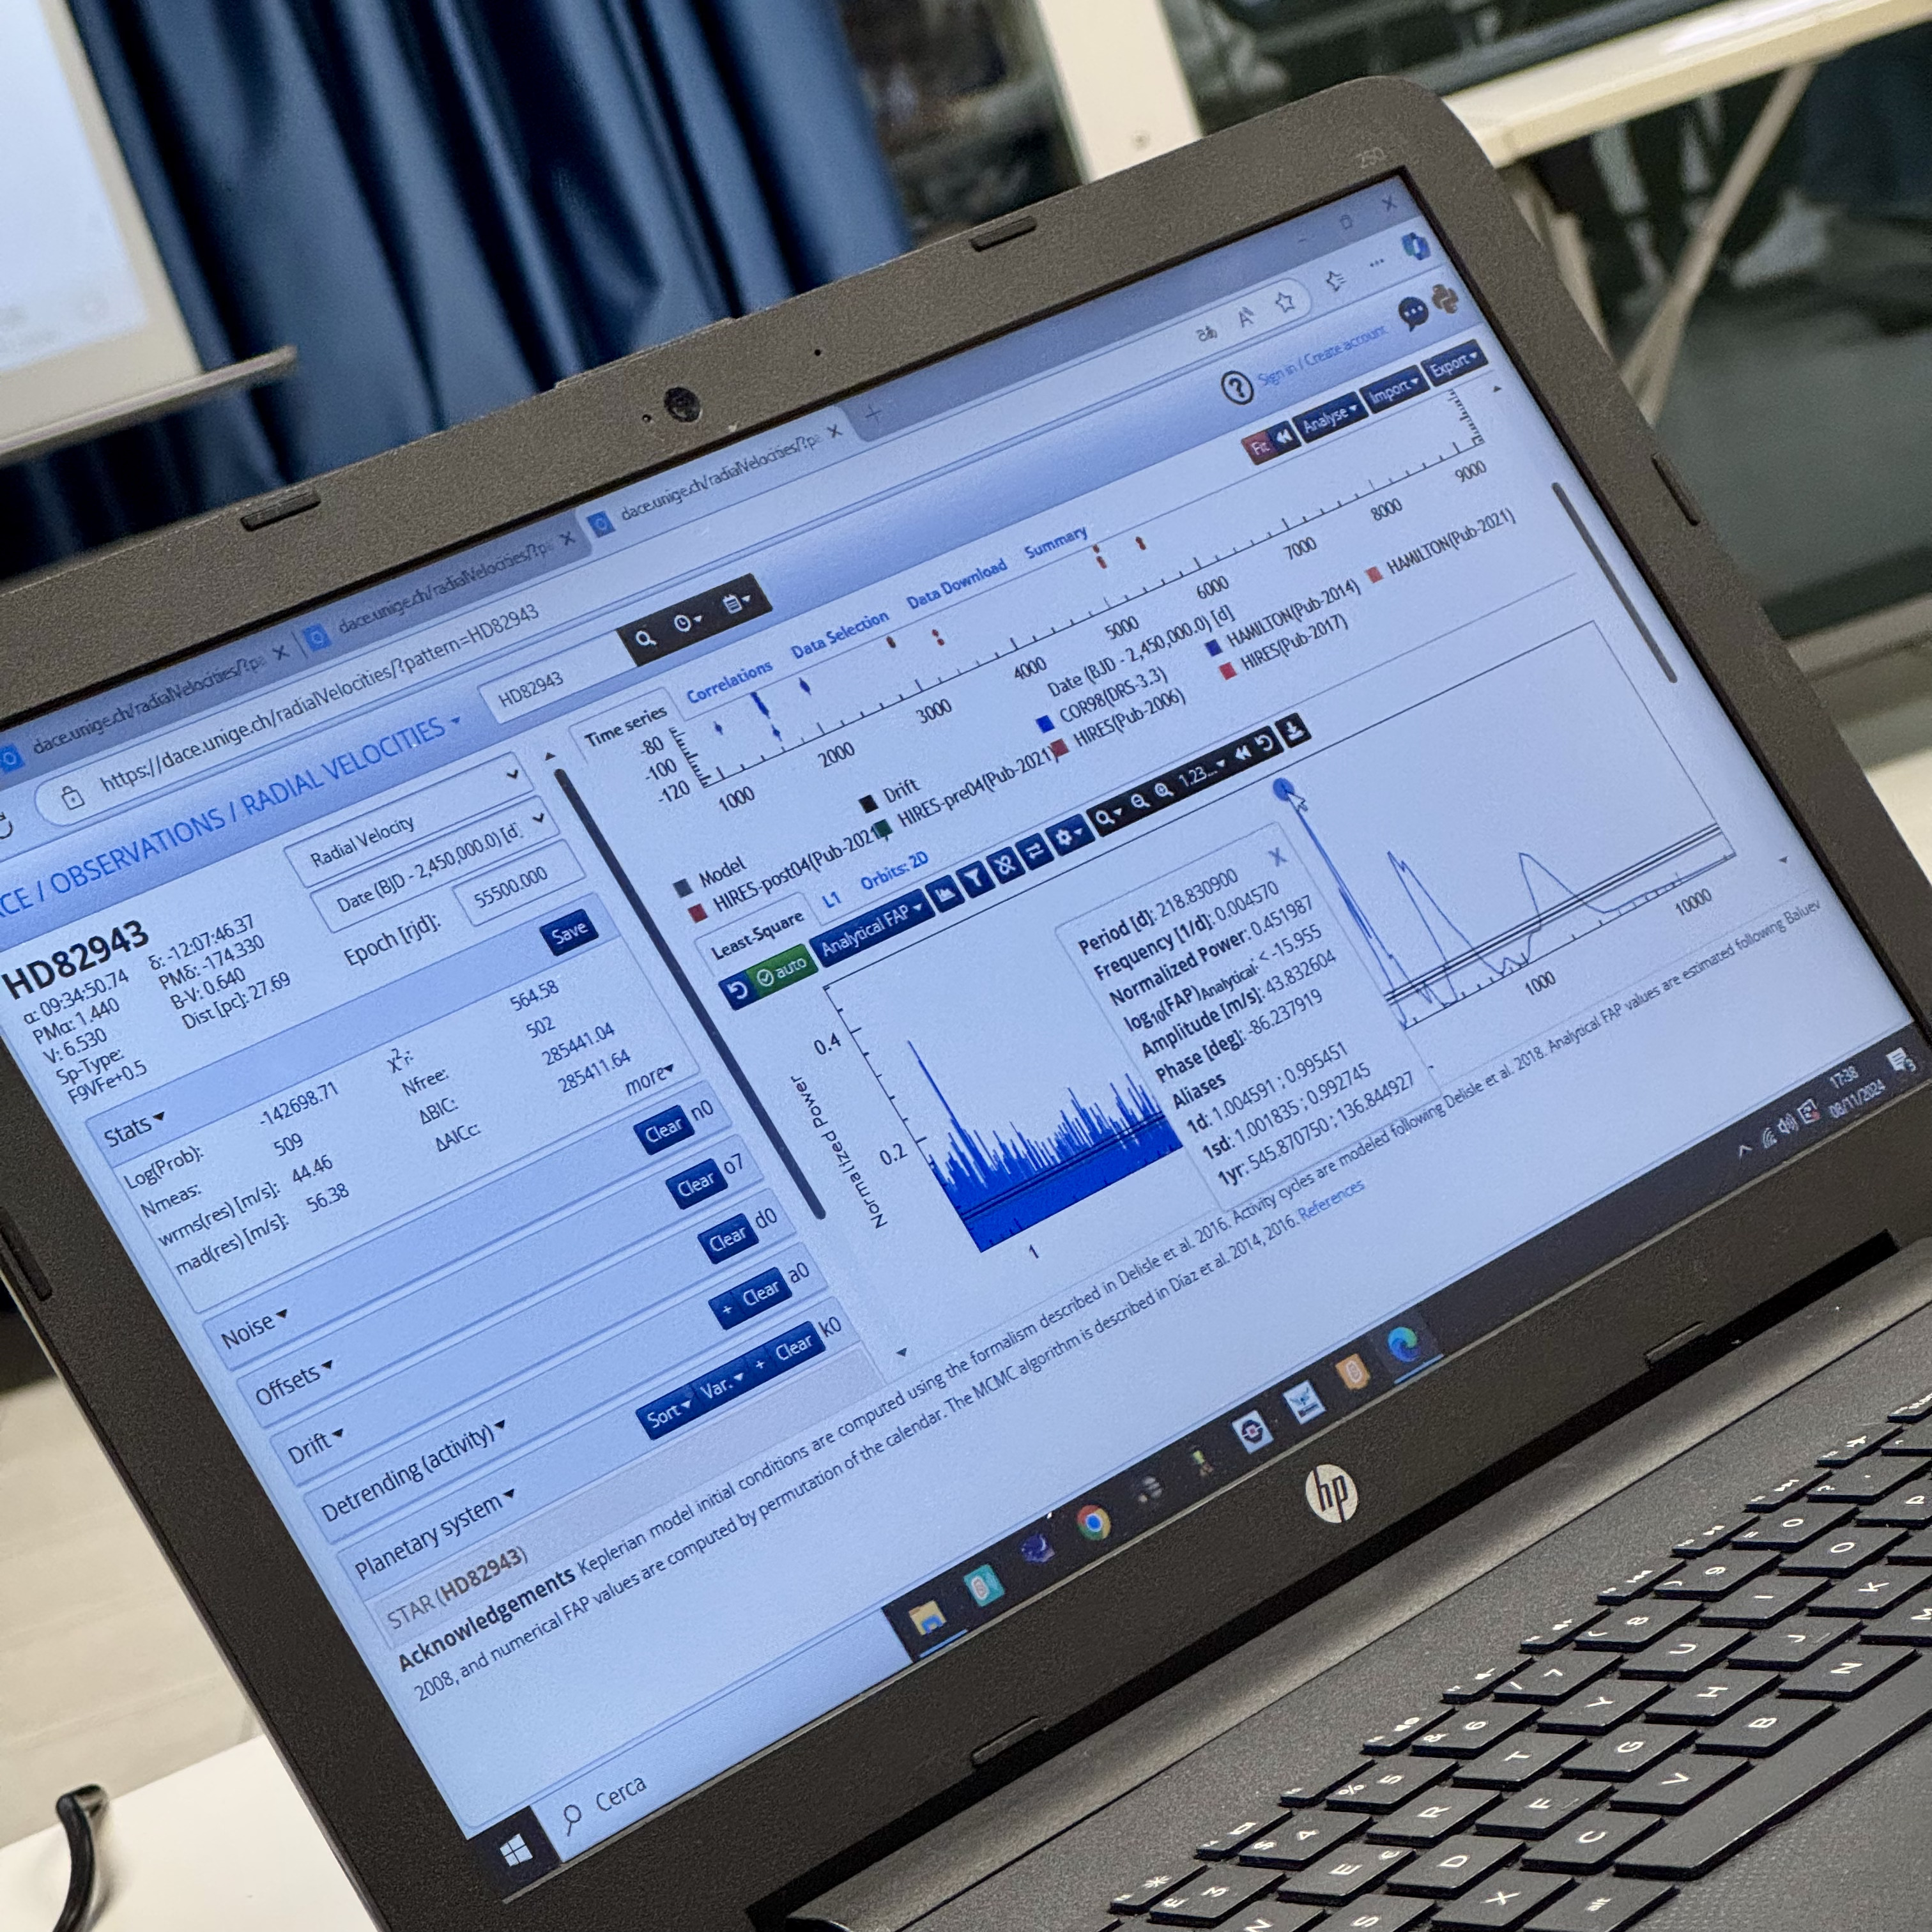 250
dace.unige.ch/radialVelocities/?pa
dace.unige.ch/radialVelocities/?pa
dace.unige.ch/radialVelocities/?pa
https://dace.unige.ch/radialVelocities/?pattern=HD82943
CE / OBSERVATIONS / RADIAL VELOCITIES
HD82943
? Sign in / Create account
Fit Analyse Import Export
HD82943
α: 09:34:50.74 δ: -12:07:46.37
PMα: 1.440 PMδ: -174.330
V: 6.530 B-V: 0.640
Sp-Type: Dist [pc]: 27.69
F9VFe+0.5
Radial Velocity
Date (BJD - 2,450,000.0) [d]
Epoch [rjd]: 55500.000
Save
Stats
Log(Prob): -142698.71 χ²r: 564.58
Nmeas: 509 Nfree: 502
wrms(res) [m/s]: 44.46 ΔBIC: 285441.04
mad(res) [m/s]: 56.38 ΔAICc: 285411.64
more
Noise Clear n0
Offsets Clear o7
Drift Clear d0
Detrending (activity) + Clear a0
Planetary system Sort Var. + Clear k0
STAR (HD82943)
Time series Correlations Data Selection Data Download Summary
-80
-100
-120
1000 2000 3000 4000 5000 6000 7000 8000 9000
Date (BJD - 2,450,000.0) [d]
Model Drift COR98(DRS-3.3) HAMILTON(Pub-2014) HAMILTON(Pub-2021)
HIRES-post04(Pub-2021) HIRES-pre04(Pub-2021) HIRES(Pub-2006) HIRES(Pub-2017)
Least-Square L1 Orbits: 2D
auto Analytical FAP 1.23...
Normalized Power
0.4
0.2
1 1000 10000
Period [d]: 218.830900
Frequency [1/d]: 0.004570
Normalized Power: 0.451987
log10(FAP)Analytical: < -15.955
Amplitude [m/s]: 43.832604
Phase [deg]: -86.237919
Aliases
1d: 1.004591 ; 0.995451
1sd: 1.001835 ; 0.992745
1yr: 545.870750 ; 136.844927
Acknowledgements Keplerian model initial conditions are computed using the formalism described in Delisle et al. 2016. Activity cycles are modeled following Delisle et al. 2018. Analytical FAP values are estimated following Baluev
2008, and numerical FAP values are computed by permutation of the calendar. The MCMC algorithm is described in Díaz et al. 2014, 2016. References
Cerca
17:38
08/11/2024
hp
£ 3 $ 4 % 5 & 6 / 7 ( 8 ) 9 = 0 ?
E € R T Y U I O P
S D F G H J K
X C V B N M